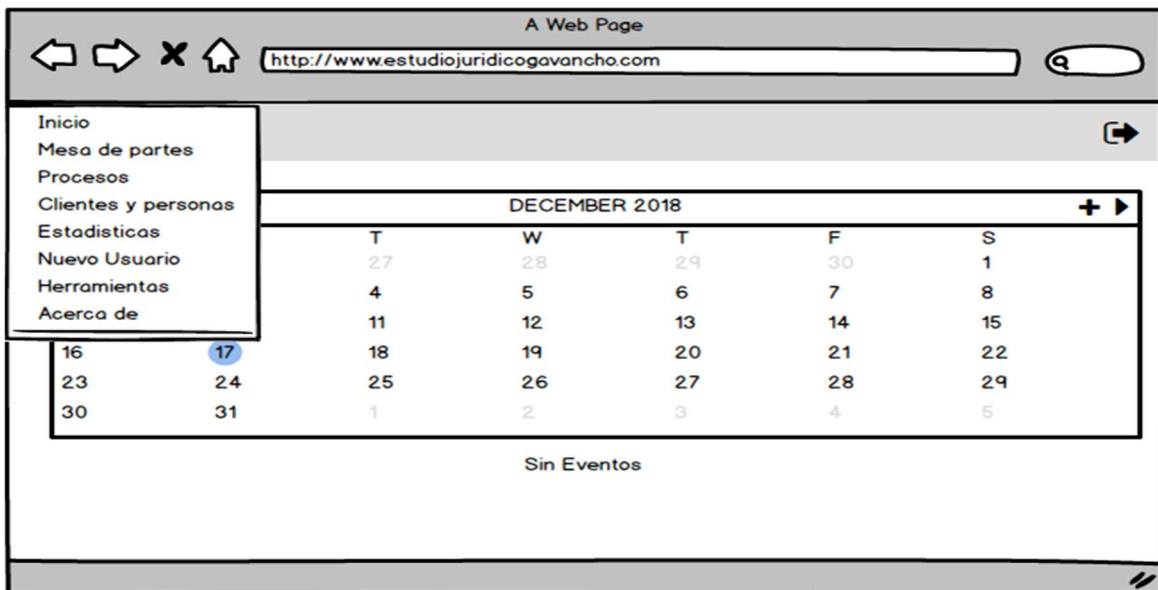 A Web Page
http://www.estudiojuridicogavancho.com
Inicio
Mesa de partes
Procesos
Clientes y personas
Estadisticas
Nuevo Usuario
Herramientas
Acerca de
DECEMBER 2018
T W T F S
27 28 29 30 1
4 5 6 7 8
11 12 13 14 15
16 17 18 19 20 21 22
23 24 25 26 27 28 29
30 31 1 2 3 4 5
Sin Eventos